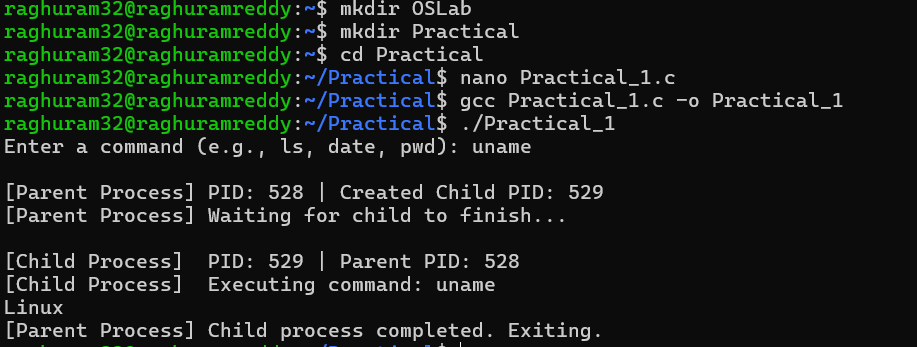 raghuram32@raghuramreddy:~$ mkdir OSLab
raghuram32@raghuramreddy:~$ mkdir Practical
raghuram32@raghuramreddy:~$ cd Practical
raghuram32@raghuramreddy:~/Practical$ nano Practical_1.c
raghuram32@raghuramreddy:~/Practical$ gcc Practical_1.c -o Practical_1
raghuram32@raghuramreddy:~/Practical$ ./Practical_1
Enter a command (e.g., ls, date, pwd): uname
[Parent Process] PID: 528 | Created Child PID: 529
[Parent Process] Waiting for child to finish...
[Child Process]  PID: 529 | Parent PID: 528
[Child Process]  Executing command: uname
Linux
[Parent Process] Child process completed. Exiting.